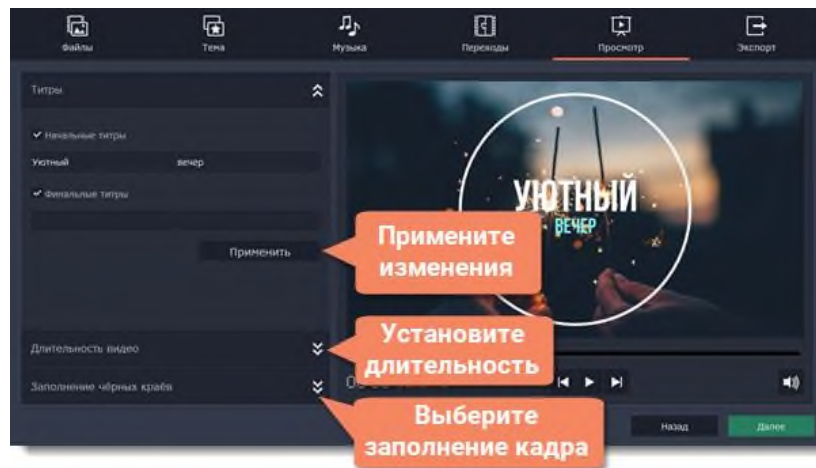 Файлы
Тема
Музыка
Переходы
Просмотр
Экспорт
Титры
Начальные титры
Уютный вечер
Финальные титры
Применить
Длительность видео
Заполнение чёрных краёв
УЮТНЫЙ
ВЕЧЕР
Примените
изменения
Установите
длительность
Выберите
заполнение кадра
Назад
Далее